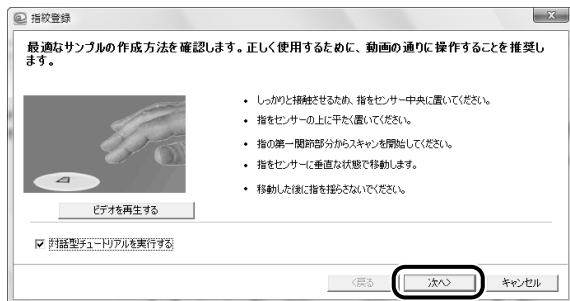 指紋登録
最適なサンプルの作成方法を確認します。正しく使用するために、動画の通りに操作することを推奨し
ます。
• しっかりと接触させるため、指をセンサー中央に置いてください。
• 指をセンサーの上に平たく置いてください。
• 指の第一関節部分からスキャンを開始してください。
• 指をセンサーに垂直な状態で移動します。
• 移動した後に指を揺らさないでください。
ビデオを再生する
対話型チュートリアルを実行する
<戻る 次へ> キャンセル